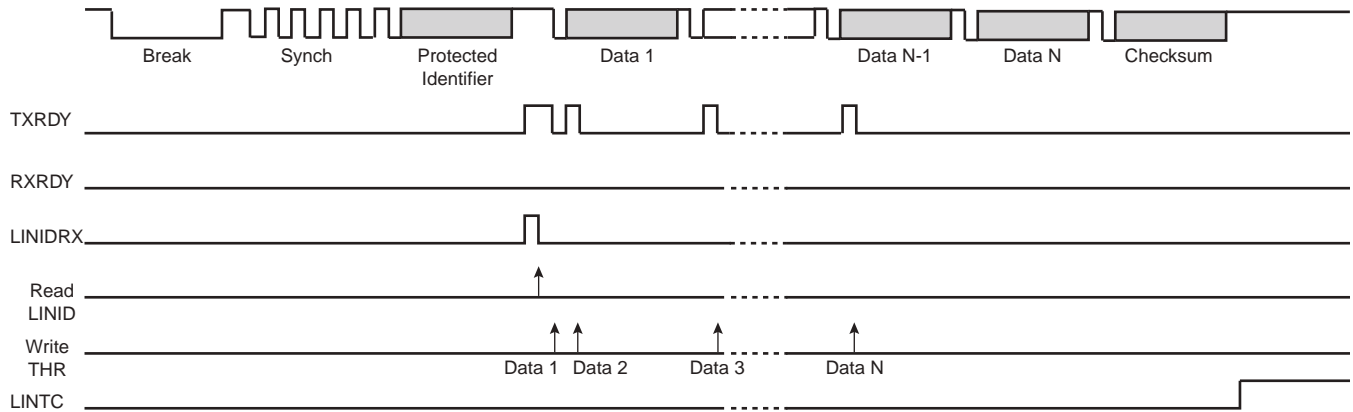 Break
Synch
Protected
Identifier
Data 1
Data N-1
Data N
Checksum
TXRDY
RXRDY
LINIDRX
Read
LINID
Write
THR
Data 1
Data 2
Data 3
Data N
LINTC